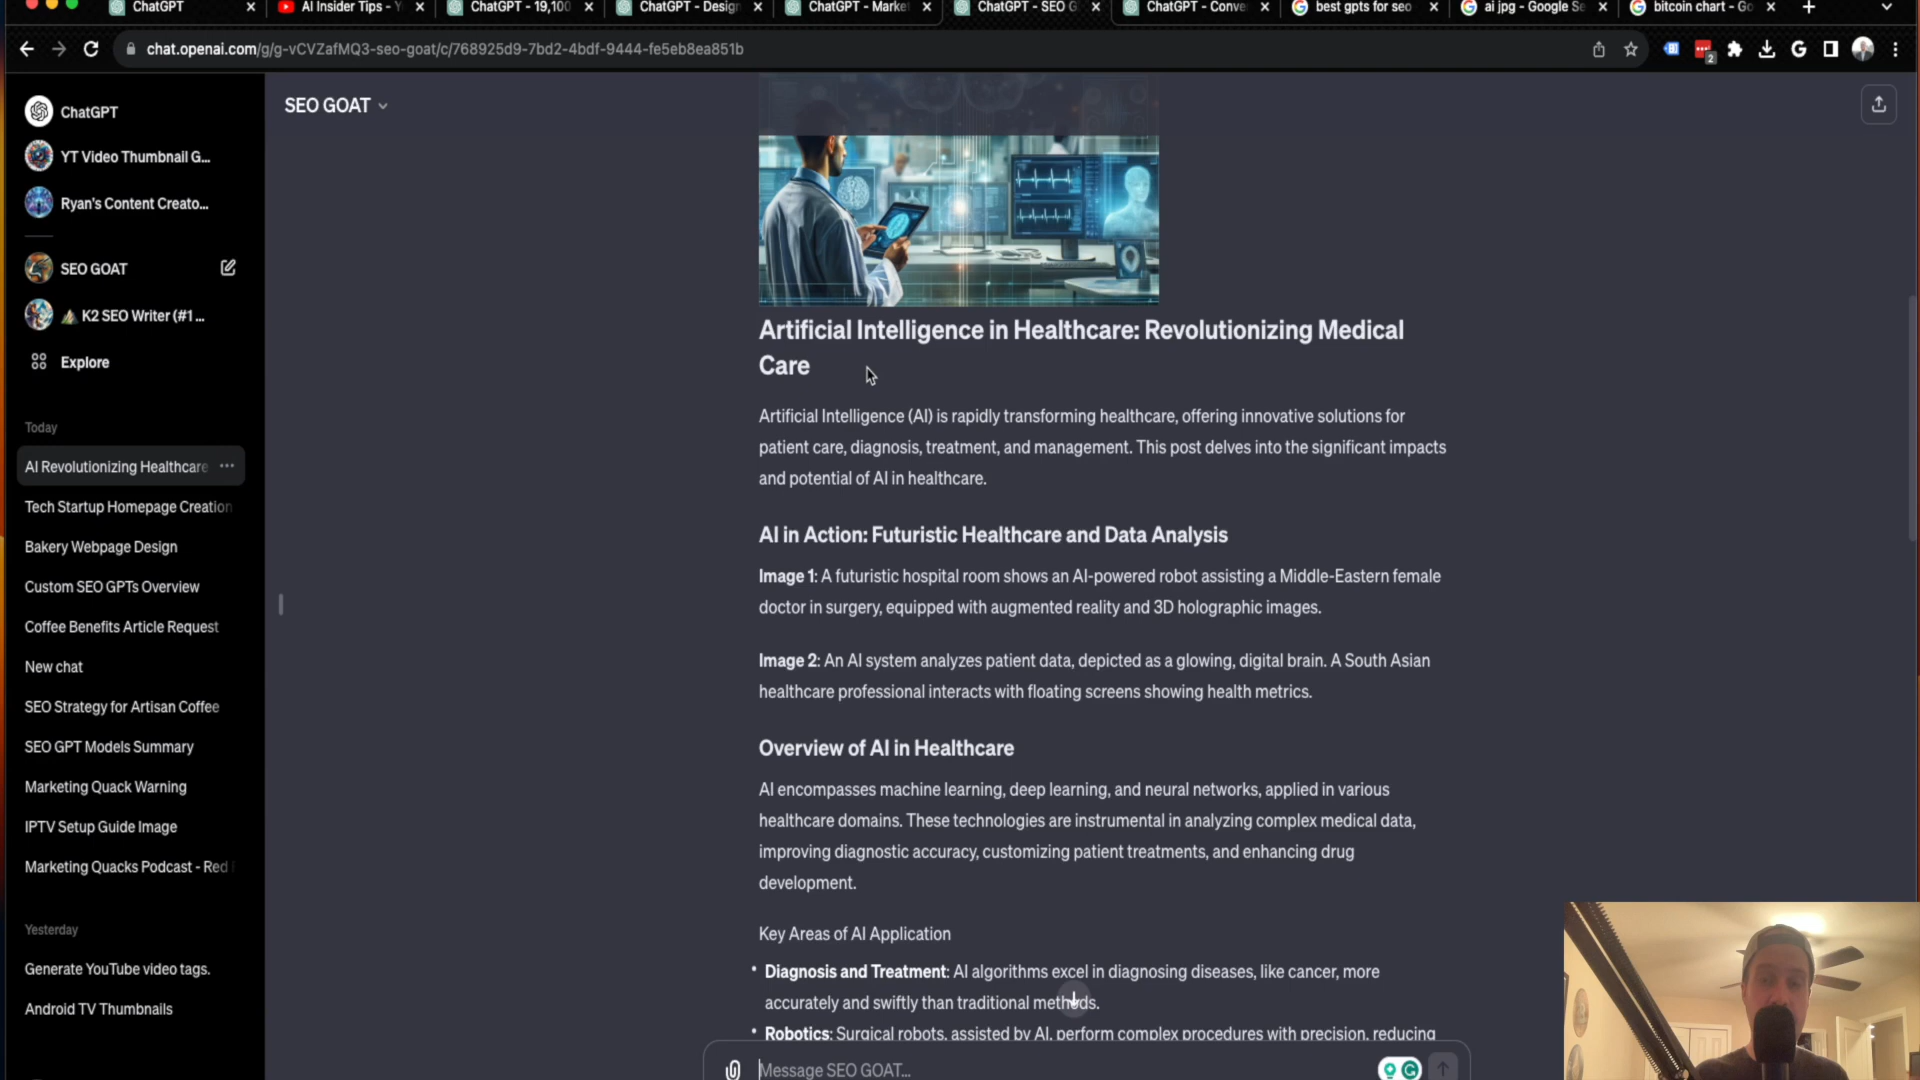 ChatGPT
AI Insider Tips - Y
ChatGPT - 19,100
ChatGPT - Design
ChatGPT - Market
ChatGPT - SEO G
ChatGPT - Conve
best gpts for seo
ai jpg - Google Se
bitcoin chart - Go
chat.openai.com/g/g-vCVZafMQ3-seo-goat/c/768925d9-7bd2-4bdf-9444-fe5eb8ea851b
2
ChatGPT
YT Video Thumbnail G...
Ryan's Content Creato...
SEO GOAT
K2 SEO Writer (#1 ...
Explore
Today
AI Revolutionizing Healthcare
Tech Startup Homepage Creation
Bakery Webpage Design
Custom SEO GPTs Overview
Coffee Benefits Article Request
New chat
SEO Strategy for Artisan Coffee
SEO GPT Models Summary
Marketing Quack Warning
IPTV Setup Guide Image
Marketing Quacks Podcast - Red
Yesterday
Generate YouTube video tags.
Android TV Thumbnails
SEO GOAT
Artificial Intelligence in Healthcare: Revolutionizing Medical
Care
Artificial Intelligence (AI) is rapidly transforming healthcare, offering innovative solutions for
patient care, diagnosis, treatment, and management. This post delves into the significant impacts
and potential of AI in healthcare.
AI in Action: Futuristic Healthcare and Data Analysis
Image 1: A futuristic hospital room shows an AI-powered robot assisting a Middle-Eastern female
doctor in surgery, equipped with augmented reality and 3D holographic images.
Image 2: An AI system analyzes patient data, depicted as a glowing, digital brain. A South Asian
healthcare professional interacts with floating screens showing health metrics.
Overview of AI in Healthcare
AI encompasses machine learning, deep learning, and neural networks, applied in various
healthcare domains. These technologies are instrumental in analyzing complex medical data,
improving diagnostic accuracy, customizing patient treatments, and enhancing drug
development.
Key Areas of AI Application
• Diagnosis and Treatment: AI algorithms excel in diagnosing diseases, like cancer, more
accurately and swiftly than traditional methods.
• Robotics: Surgical robots, assisted by AI, perform complex procedures with precision, reducing
Message SEO GOAT...